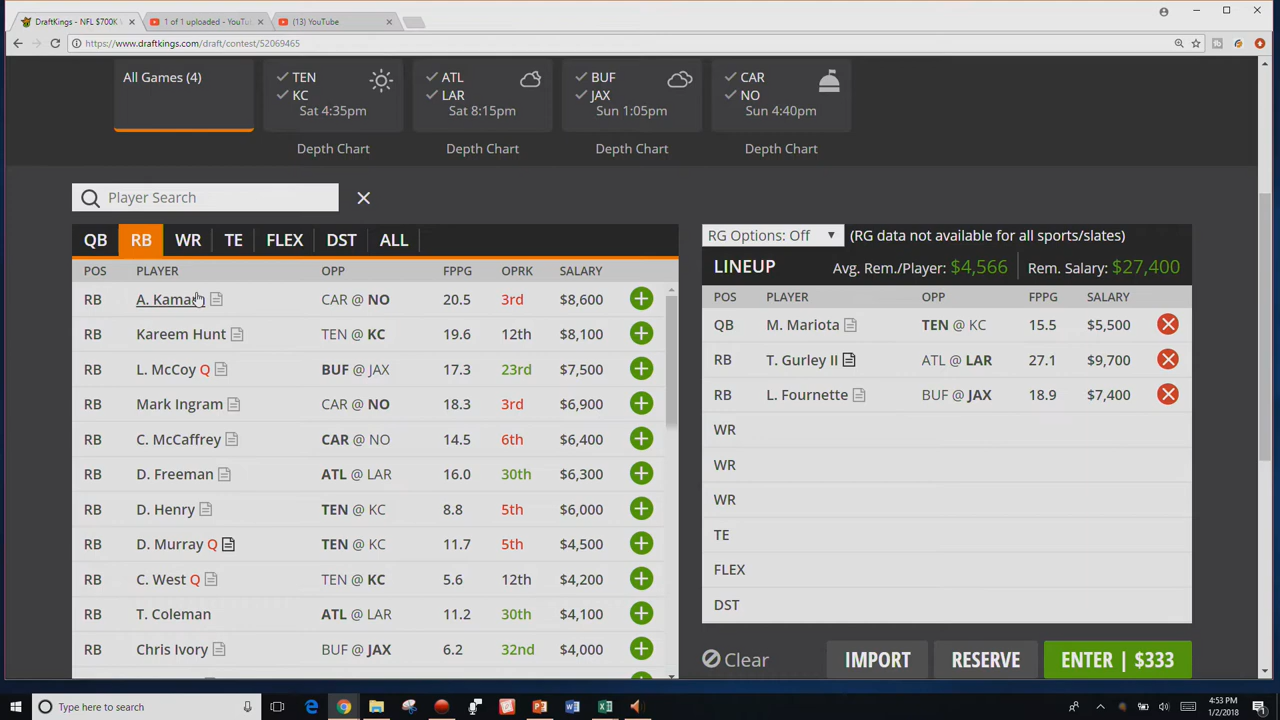 DraftKings - NFL $700K
1 of 1 uploaded - YouTu
(13) YouTube
https://www.draftkings.com/draft/contest/52069465
All Games (4)
TEN
KC
Sat 4:35pm
ATL
LAR
Sat 8:15pm
BUF
JAX
Sun 1:05pm
CAR
NO
Sun 4:40pm
Depth Chart Depth Chart Depth Chart Depth Chart
Player Search
QB RB WR TE FLEX DST ALL
POS PLAYER OPP FPPG OPRK SALARY
RB A. Kamara CAR @ NO 20.5 3rd $8,600
RB Kareem Hunt TEN @ KC 19.6 12th $8,100
RB L. McCoy Q BUF @ JAX 17.3 23rd $7,500
RB Mark Ingram CAR @ NO 18.3 3rd $6,900
RB C. McCaffrey CAR @ NO 14.5 6th $6,400
RB D. Freeman ATL @ LAR 16.0 30th $6,300
RB D. Henry TEN @ KC 8.8 5th $6,000
RB D. Murray Q TEN @ KC 11.7 5th $4,500
RB C. West Q TEN @ KC 5.6 12th $4,200
RB T. Coleman ATL @ LAR 11.2 30th $4,100
RB Chris Ivory BUF @ JAX 6.2 32nd $4,000
RG Options: Off (RG data not available for all sports/slates)
LINEUP Avg. Rem./Player: $4,566 Rem. Salary: $27,400
POS PLAYER OPP FPPG SALARY
QB M. Mariota TEN @ KC 15.5 $5,500
RB T. Gurley II ATL @ LAR 27.1 $9,700
RB L. Fournette BUF @ JAX 18.9 $7,400
WR
WR
WR
TE
FLEX
DST
Clear IMPORT RESERVE ENTER | $333
Type here to search
4:53 PM
1/2/2018